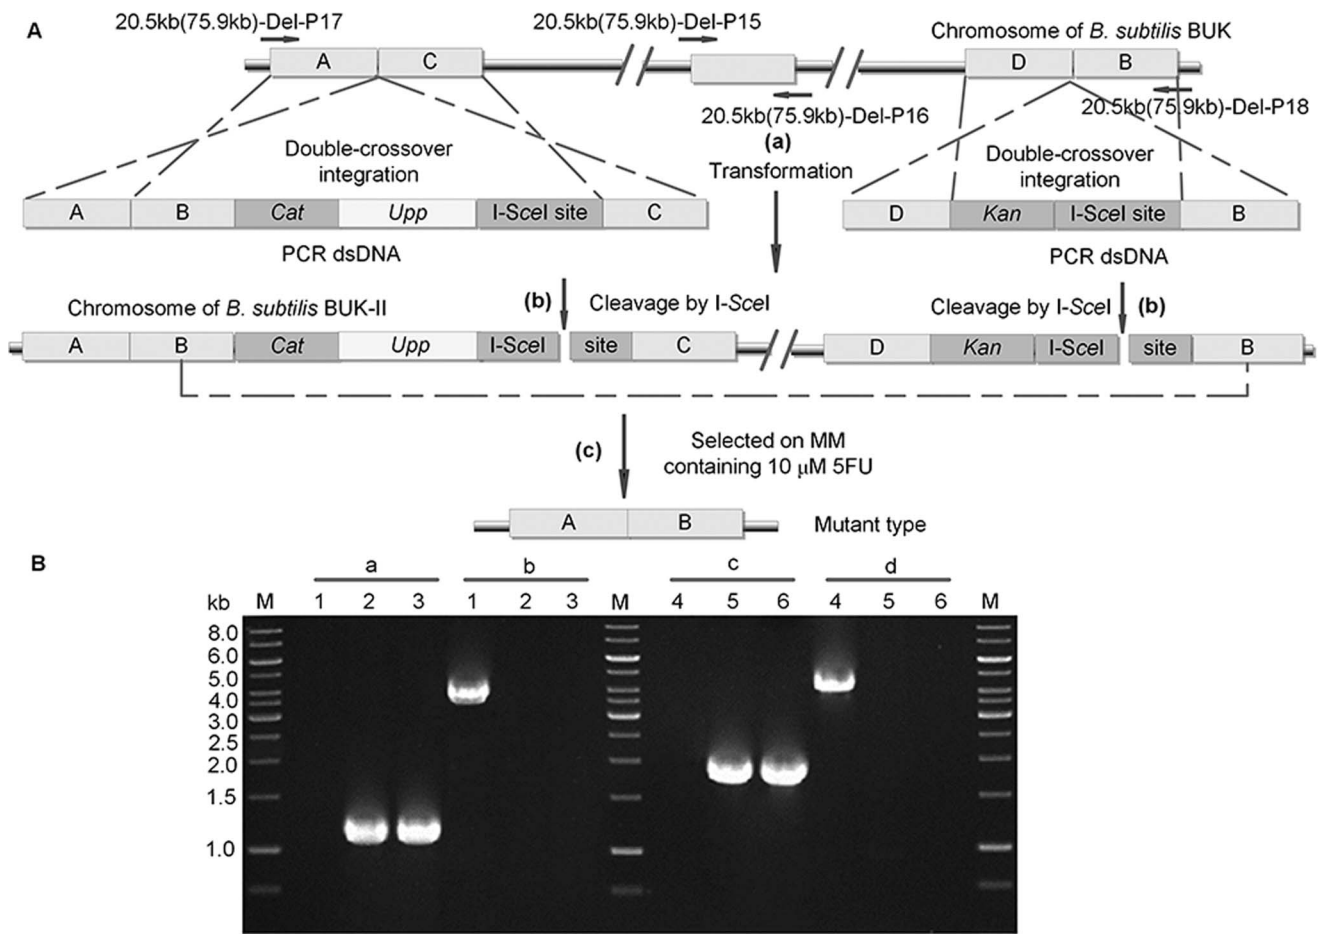 A
20.5kb(75.9kb)-Del-P17
20.5kb(75.9kb)-Del-P15
Chromosome of B. subtilis BUK
A C D B
20.5kb(75.9kb)-Del-P16
20.5kb(75.9kb)-Del-P18
(a)
Transformation
Double-crossover
integration
Double-crossover
integration
A B Cat Upp I-SceI site C
D Kan I-SceI site B
PCR dsDNA
PCR dsDNA
Chromosome of B. subtilis BUK-II
(b) Cleavage by I-SceI
Cleavage by I-SceI (b)
A B Cat Upp I-SceI site C
D Kan I-SceI site B
(c)
Selected on MM
containing 10 μM 5FU
A B Mutant type
B
a b c d
kb M 1 2 3 1 2 3 M 4 5 6 4 5 6 M
8.0
6.0
5.0
4.0
3.0
2.5
2.0
1.5
1.0